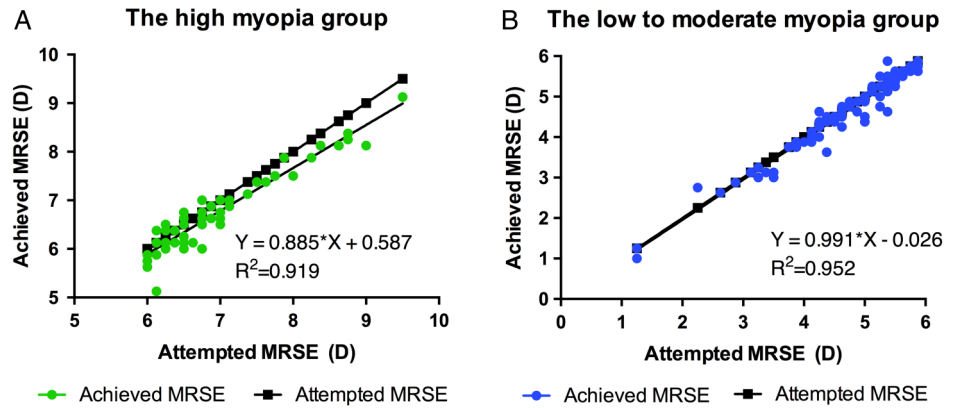 A
The high myopia group
10
9
8
7
6
5
Achieved MRSE (D)
Y = 0.885*X + 0.587
R²=0.919
5 6 7 8 9 10
Attempted MRSE (D)
Achieved MRSE Attempted MRSE
B
The low to moderate myopia group
6
5
4
3
2
1
0
Achieved MRSE (D)
Y = 0.991*X - 0.026
R²=0.952
0 1 2 3 4 5 6
Attempted MRSE (D)
Achieved MRSE Attempted MRSE